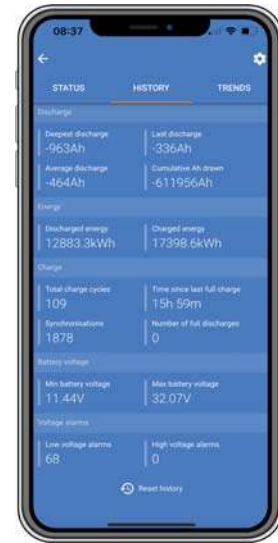 08:37
STATUS HISTORY TRENDS
Discharge
Deepest discharge Last discharge
-963Ah -336Ah
Average discharge Cumulative Ah drawn
-464Ah -611956Ah
Energy
Discharged energy Charged energy
12883.3kWh 17398.6kWh
Charge
Total charge cycles Time since last full charge
109 15h 59m
Synchronisations Number of full discharges
1878 0
Battery voltage
Min battery voltage Max battery voltage
11.44V 32.07V
Voltage alarms
Low voltage alarms High voltage alarms
68 0
Reset history